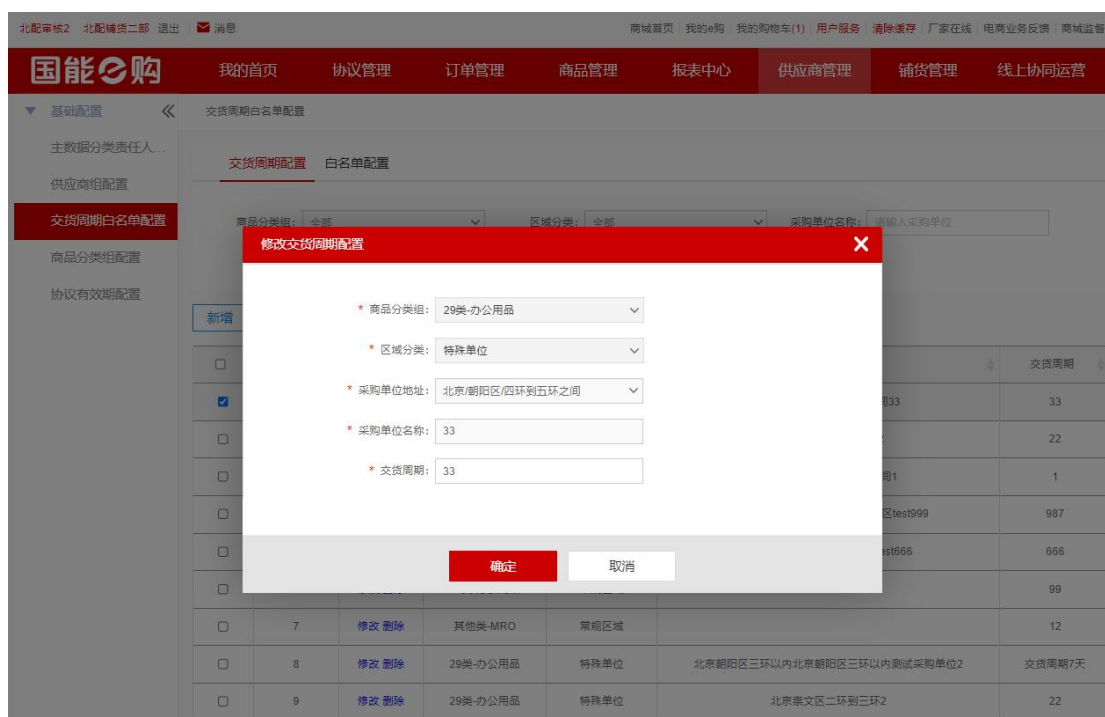 北配审核2 北配铺货二部 退出 消息 商城首页 我的e购 我的购物车(1) 用户服务 清除缓存 厂家在线 电商业务反馈 商城监督
国能e购 我的首页 协议管理 订单管理 商品管理 报表中心 供应商管理 铺货管理 线上协同运营
基础配置 交货周期白名单配置
主数据分类责任人...
交货周期配置 白名单配置
供应商组配置
交货周期白名单配置
商品分类组: 全部 区域分类: 全部 采购单位名称: 请输入采购单位
修改交货周期配置
商品分类组配置
协议有效期配置
* 商品分类组: 29类-办公用品
新增
* 区域分类: 特殊单位
交货周期
* 采购单位地址: 北京/朝阳区/四环到五环之间
33 33
* 采购单位名称: 33
22
* 交货周期: 33
1 1
区test999 987
est666 666
确定 取消
99
7 修改 删除 其他类-MRO 常规区域 12
8 修改 删除 29类-办公用品 特殊单位 北京朝阳区三环以内北京朝阳区三环以内测试采购单位2 交货周期7天
9 修改 删除 29类-办公用品 特殊单位 北京崇文区二环到三环2 22